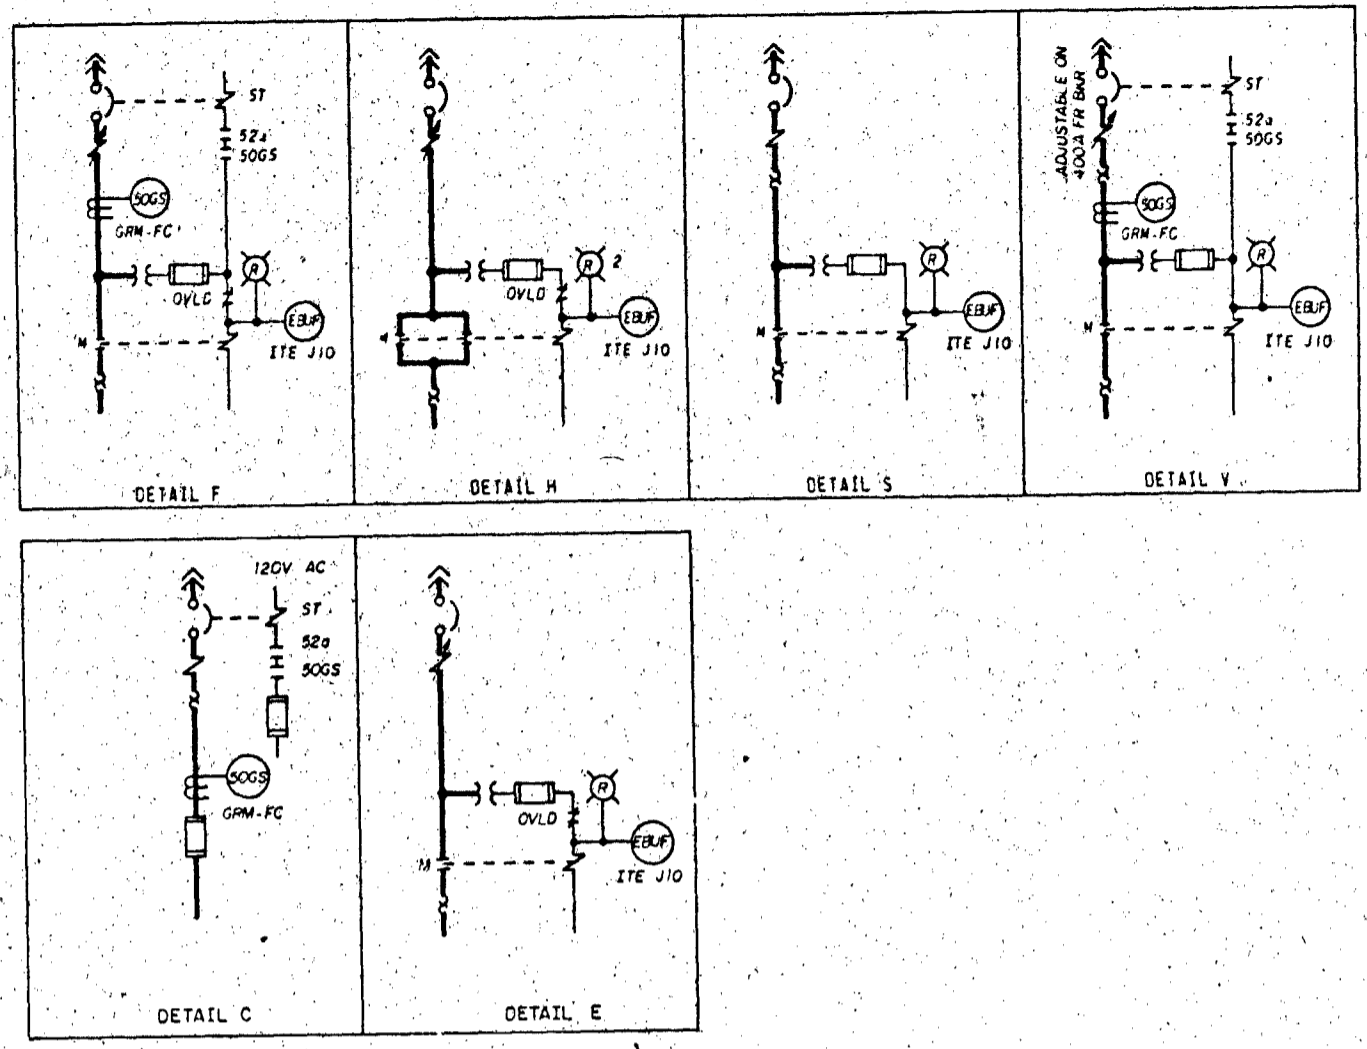 ST
52a
50GS
50GS
GRM-FC
R
OVLD
EBUF
M
ITE J10
DETAIL F
R 2
OVLD
EBUF
ITE J10
DETAIL H
R
EBUF
M
ITE J10
DETAIL S
ADJUSTABLE ON
400A FR BKR
ST
52a
50GS
50GS
GRM-FC
R
EBUF
M
ITE J10
DETAIL V
120V AC
ST
52a
50GS
50GS
GRM-FC
DETAIL C
R
OVLD
EBUF
M
ITE J10
DETAIL E